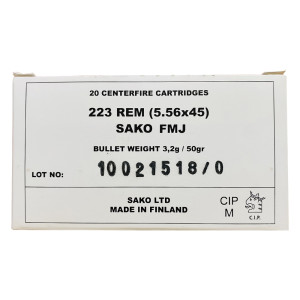 20 CENTERFIRE CARTRIDGES
223 REM (5.56x45)
SAKO FMJ
BULLET WEIGHT 3,2g / 50gr
LOT NO: 10021518/0
SAKO LTD
MADE IN FINLAND
CIP
M
C.I.P.